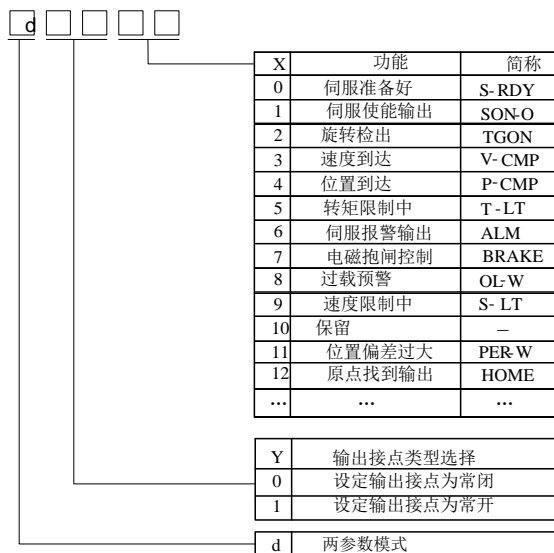 d
X 功能 简称
0 伺服准备好 S-RDY
1 伺服使能输出 SON-O
2 旋转检出 TGON
3 速度到达 V-CMP
4 位置到达 P-CMP
5 转矩限制中 T-LT
6 伺服报警输出 ALM
7 电磁抱闸控制 BRAKE
8 过载预警 OL-W
9 速度限制中 S-LT
10 保留 –
11 位置偏差过大 PER-W
12 原点找到输出 HOME
... ... ...
Y 输出接点类型选择
0 设定输出接点为常闭
1 设定输出接点为常开
d 两参数模式